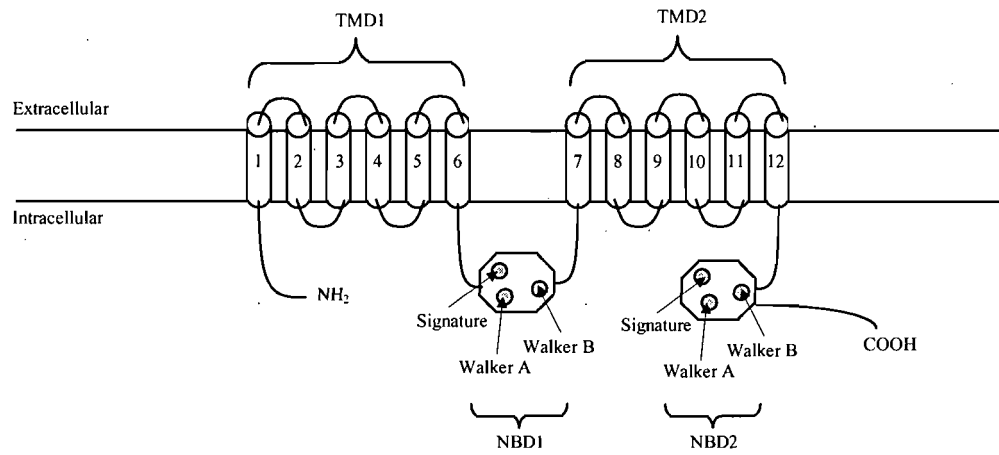 TMD1
TMD2
Extracellular
1 2 3 4 5 6 7 8 9 10 11 12
Intracellular
NH2
Signature
Walker A
Walker B
Signature
Walker A
Walker B
COOH
NBD1
NBD2